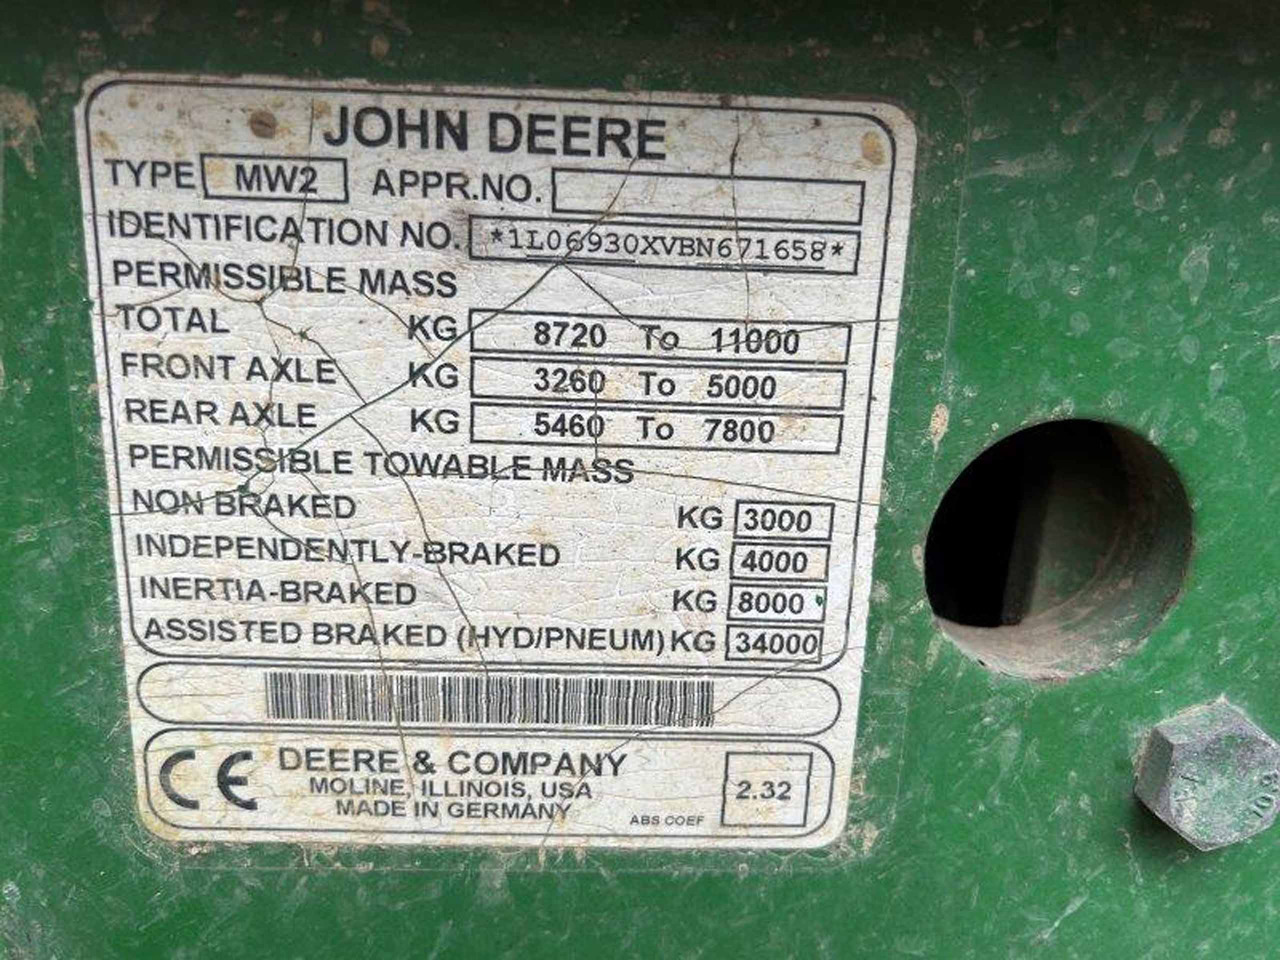 JOHN DEERE
TYPE MW2 APPR.NO.
IDENTIFICATION NO. *1L06930XVBN671658*
PERMISSIBLE MASS
TOTAL KG 8720 To 11000
FRONT AXLE KG 3260 To 5000
REAR AXLE KG 5460 To 7800
PERMISSIBLE TOWABLE MASS
NON BRAKED KG 3000
INDEPENDENTLY-BRAKED KG 4000
INERTIA-BRAKED KG 8000
ASSISTED BRAKED (HYD/PNEUM) KG 34000
CE DEERE & COMPANY
MOLINE, ILLINOIS, USA
MADE IN GERMANY
ABS COEF 2.32